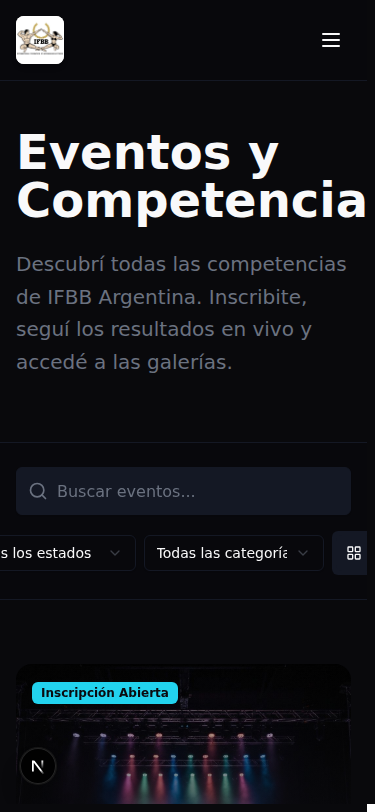 IFBB
Eventos y
Competencia
Descubrí todas las competencias
de IFBB Argentina. Inscribite,
seguí los resultados en vivo y
accedé a las galerías.
Buscar eventos...
s los estados
Todas las categoría
Inscripción Abierta
N